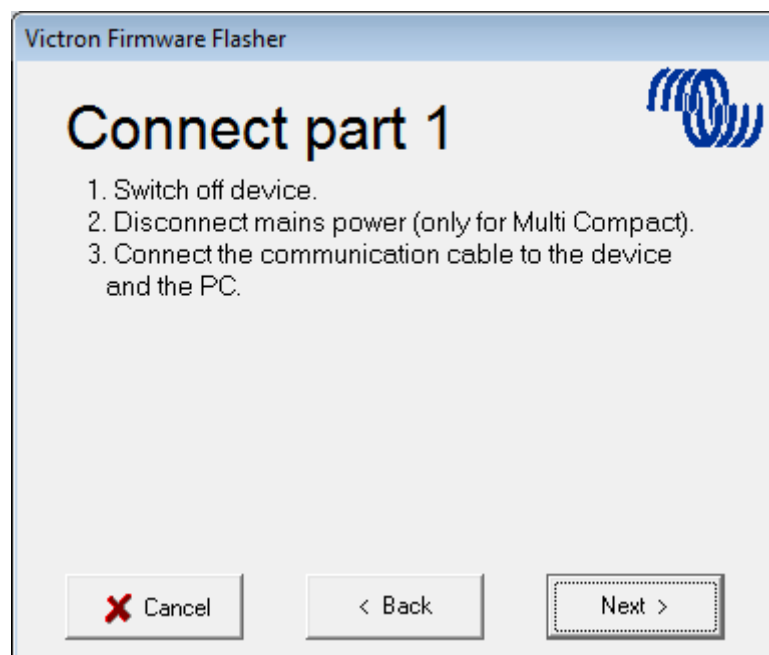 Victron Firmware Flasher
Connect part 1
1. Switch off device.
2. Disconnect mains power (only for Multi Compact).
3. Connect the communication cable to the device
and the PC.
Cancel
< Back
Next >